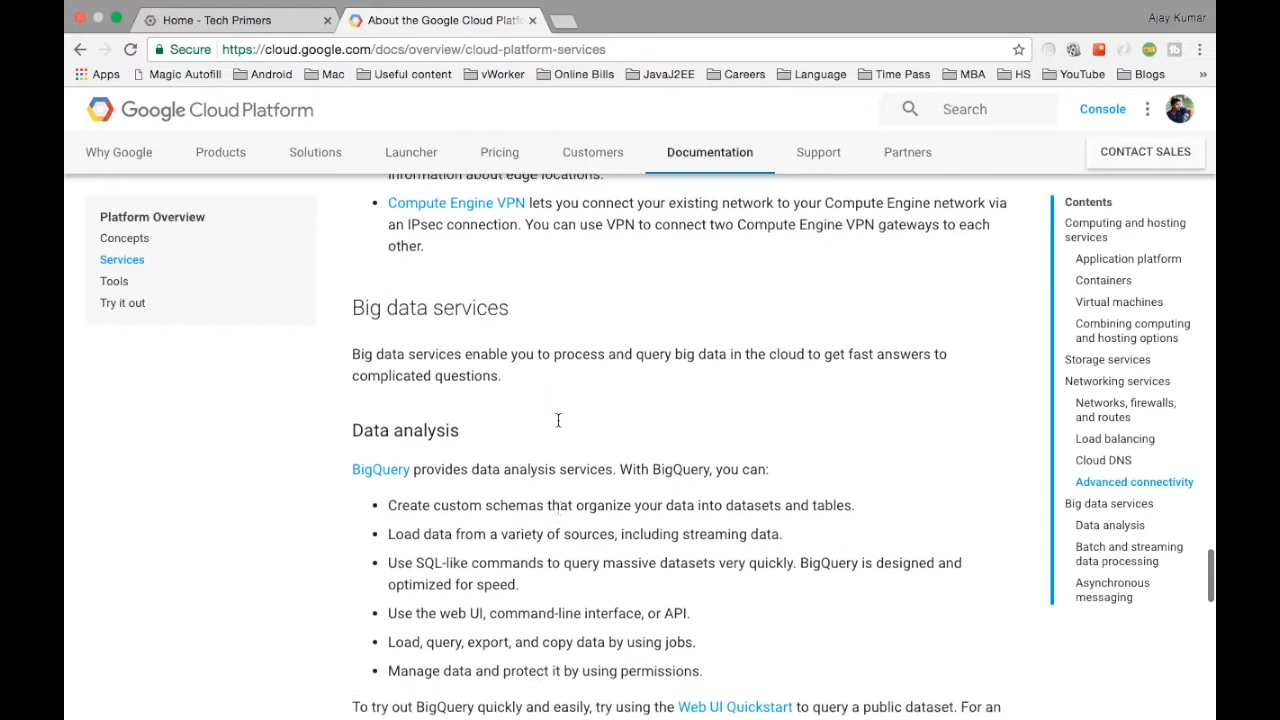 Home - Tech Primers
About the Google Cloud Platf
Ajay Kumar
Secure https://cloud.google.com/docs/overview/cloud-platform-services
Apps Magic Autofill Android Mac Useful content vWorker Online Bills JavaJ2EE Careers Language Time Pass MBA HS YouTube Blogs »
Google Cloud Platform
Search
Console
Why Google Products Solutions Launcher Pricing Customers Documentation Support Partners
CONTACT SALES
Platform Overview
Concepts
Services
Tools
Try it out
information about edge locations.
• Compute Engine VPN lets you connect your existing network to your Compute Engine network via
an IPsec connection. You can use VPN to connect two Compute Engine VPN gateways to each
other.
Big data services
Big data services enable you to process and query big data in the cloud to get fast answers to
complicated questions.
Data analysis
BigQuery provides data analysis services. With BigQuery, you can:
• Create custom schemas that organize your data into datasets and tables.
• Load data from a variety of sources, including streaming data.
• Use SQL-like commands to query massive datasets very quickly. BigQuery is designed and
optimized for speed.
• Use the web UI, command-line interface, or API.
• Load, query, export, and copy data by using jobs.
• Manage data and protect it by using permissions.
To try out BigQuery quickly and easily, try using the Web UI Quickstart to query a public dataset. For an
Contents
Computing and hosting
services
Application platform
Containers
Virtual machines
Combining computing
and hosting options
Storage services
Networking services
Networks, firewalls,
and routes
Load balancing
Cloud DNS
Advanced connectivity
Big data services
Data analysis
Batch and streaming
data processing
Asynchronous
messaging